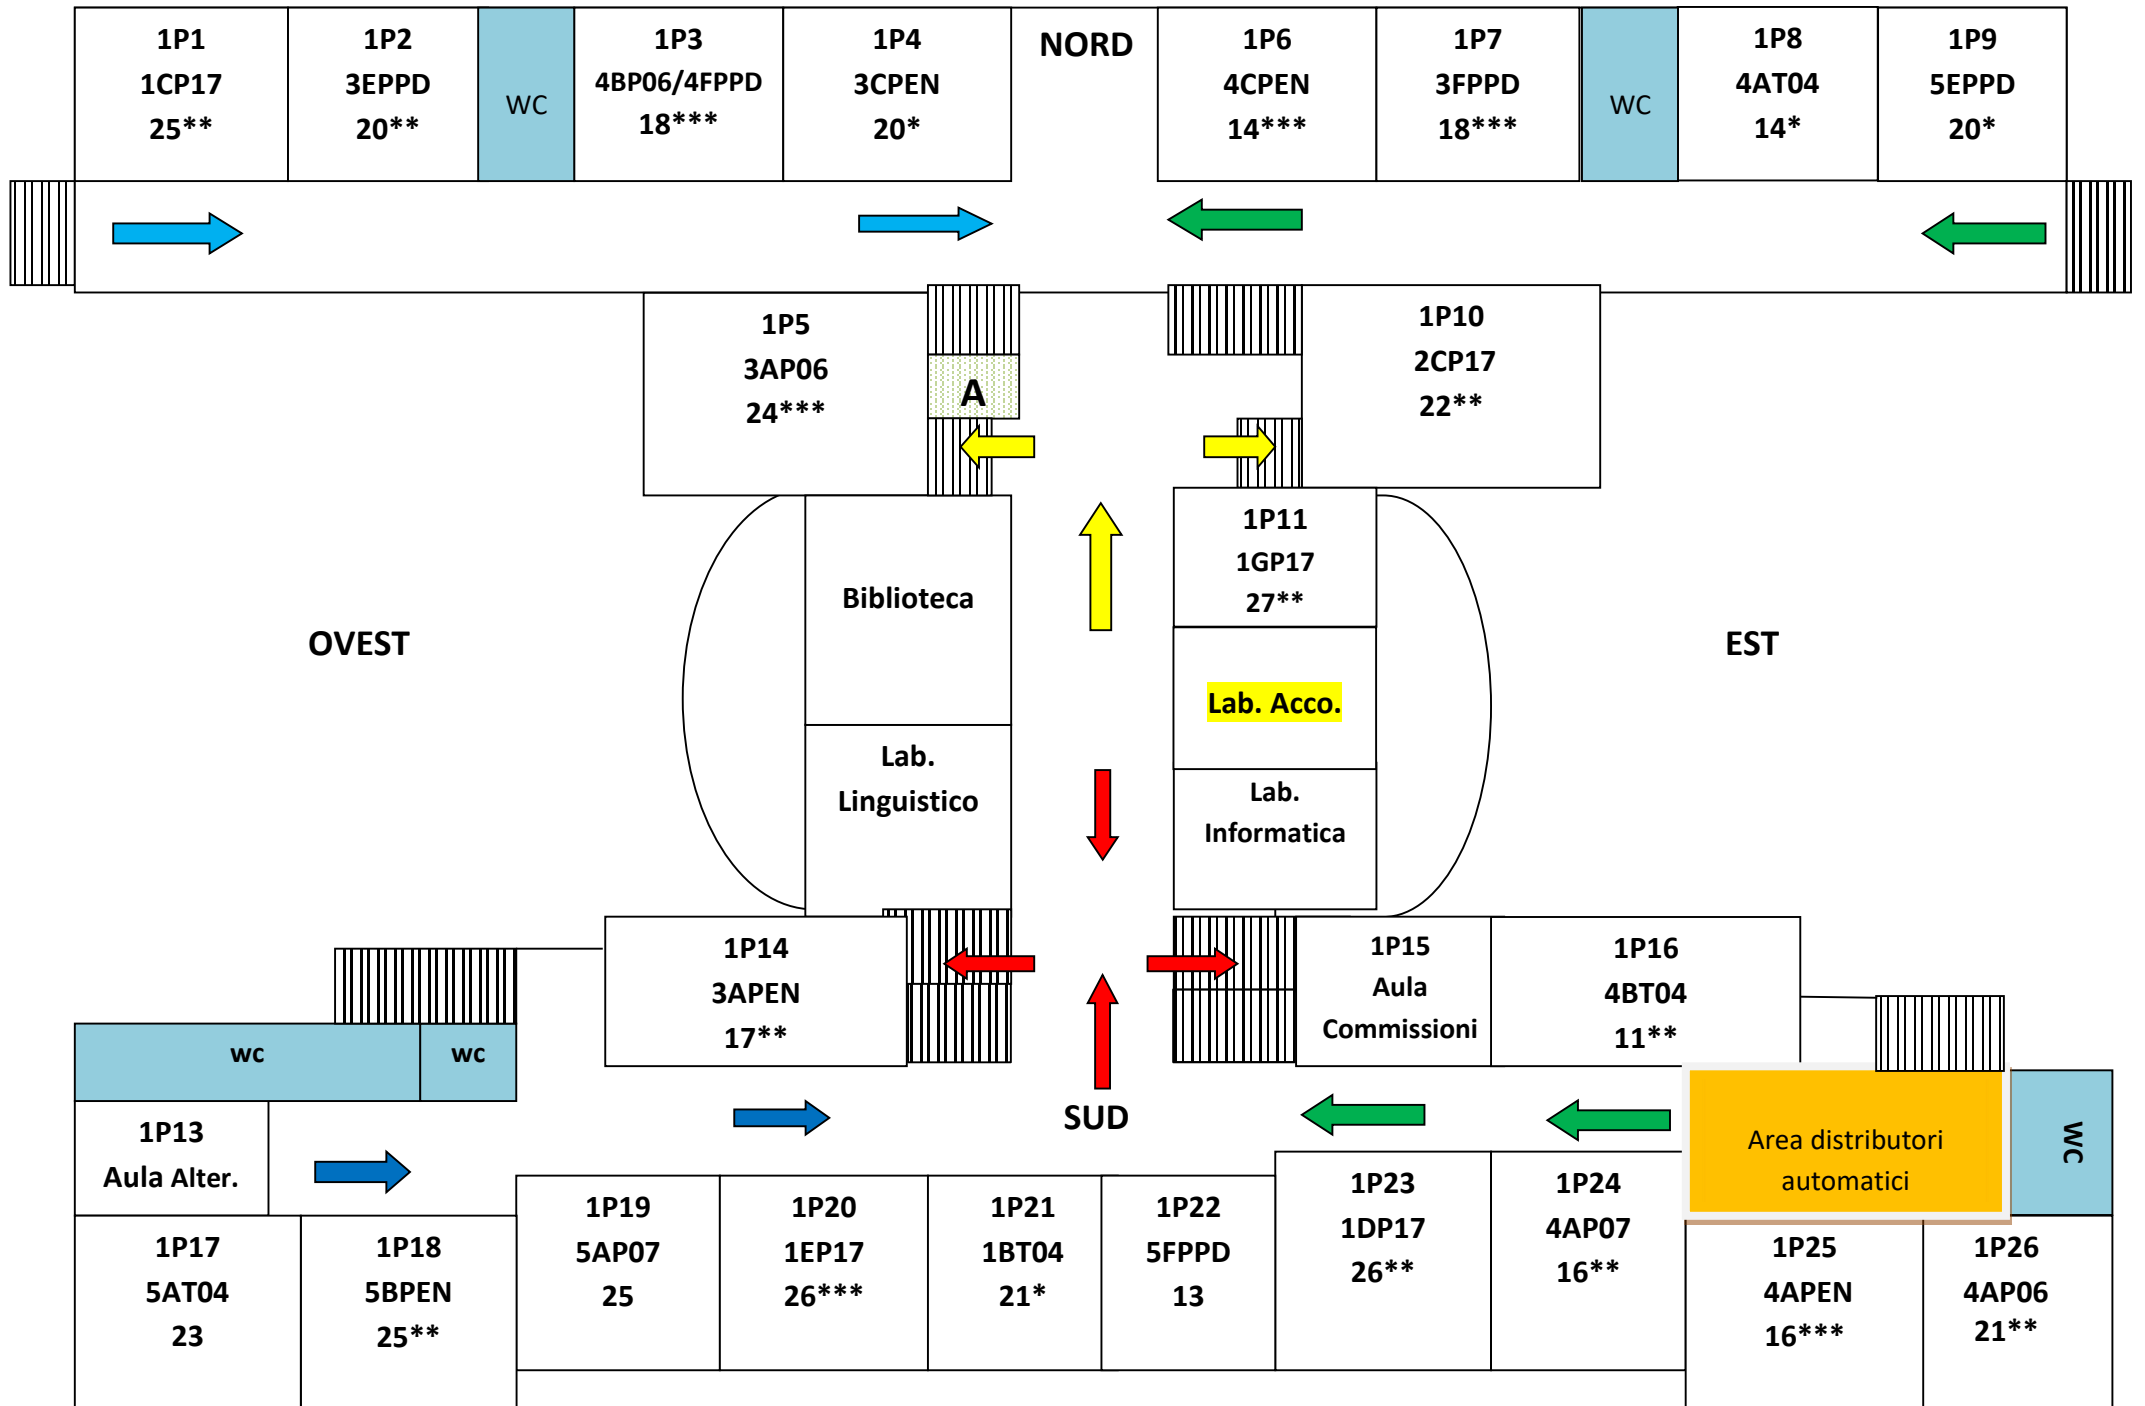 1P1
1CP17
25**
1P2
3EPPD
20**
WC
1P3
4BP06/4FPPD
18***
1P4
3CPEN
20*
NORD
1P6
4CPEN
14***
1P7
3FPPD
18***
WC
1P8
4AT04
14*
1P9
5EPPD
20*
1P5
3AP06
24***
A
1P10
2CP17
22**
Biblioteca
1P11
1GP17
27**
OVEST
EST
Lab. Acco.
Lab.
Linguistico
Lab.
Informatica
1P14
3APEN
17**
1P15
Aula
Commissioni
1P16
4BT04
11**
wc
wc
1P13
Aula Alter.
SUD
Area distributori
automatici
WC
1P17
5AT04
23
1P18
5BPEN
25**
1P19
5AP07
25
1P20
1EP17
26***
1P21
1BT04
21*
1P22
5FPPD
13
1P23
1DP17
26**
1P24
4AP07
16**
1P25
4APEN
16***
1P26
4AP06
21**